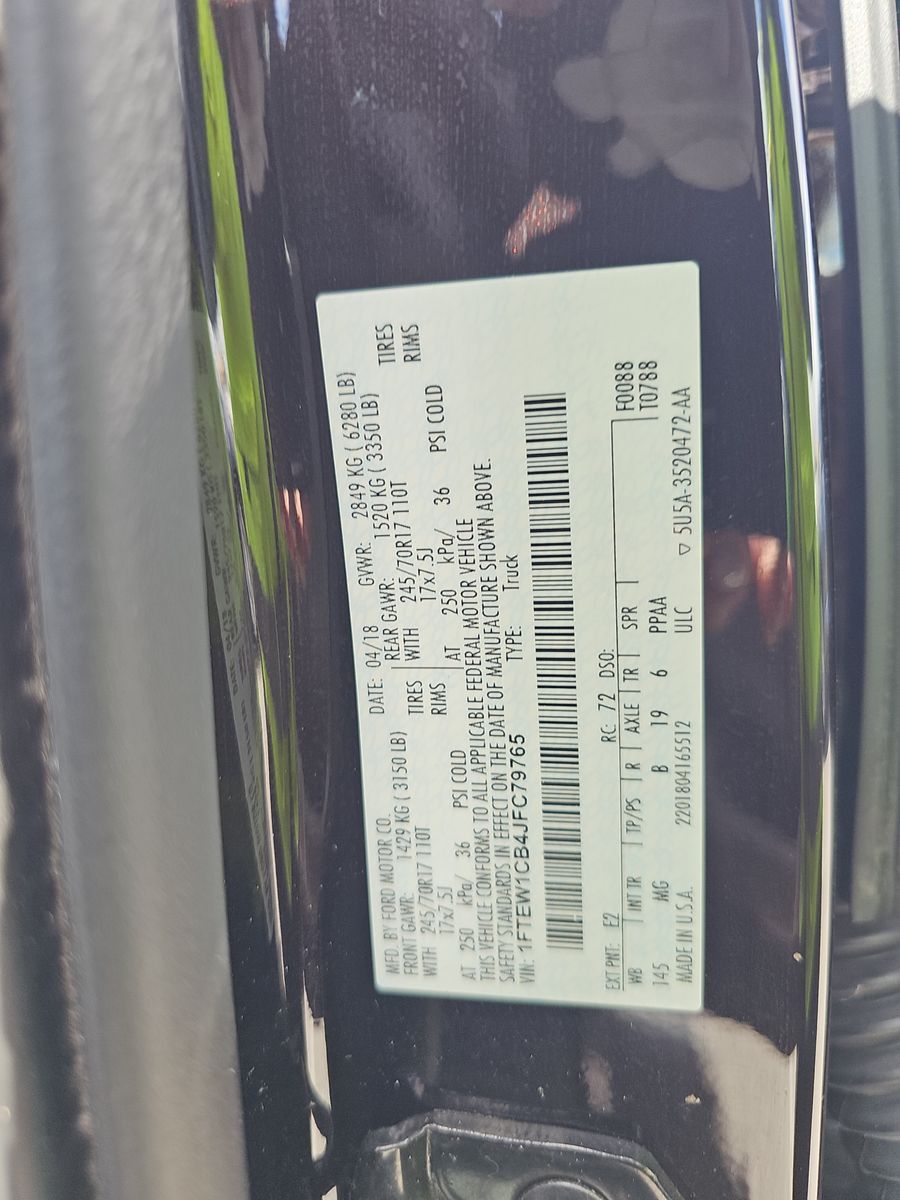 MFD. BY FORD MOTOR CO.
DATE: 04/18 GVWR: 2849 KG ( 6280 LB)
FRONT GAWR: 1429 KG ( 3150 LB) REAR GAWR: 1520 KG ( 3350 LB)
WITH 245/70R17 110T TIRES WITH 245/70R17 110T TIRES
17x7.5J RIMS 17x7.5J RIMS
AT 250 kPa/ 36 PSI COLD AT 250 kPa/ 36 PSI COLD
THIS VEHICLE CONFORMS TO ALL APPLICABLE FEDERAL MOTOR VEHICLE
SAFETY STANDARDS IN EFFECT ON THE DATE OF MANUFACTURE SHOWN ABOVE.
VIN: 1FTEW1CB4JFC79765 TYPE: Truck
EXT PNT: E2 RC: 72 DSO: F0088
WB INT TR TP/PS R AXLE TR SPR T0788
145 MG B 19 6 PPAA
MADE IN U.S.A. 2201804165512 ULC ▽ 5U5A-3520472-AA